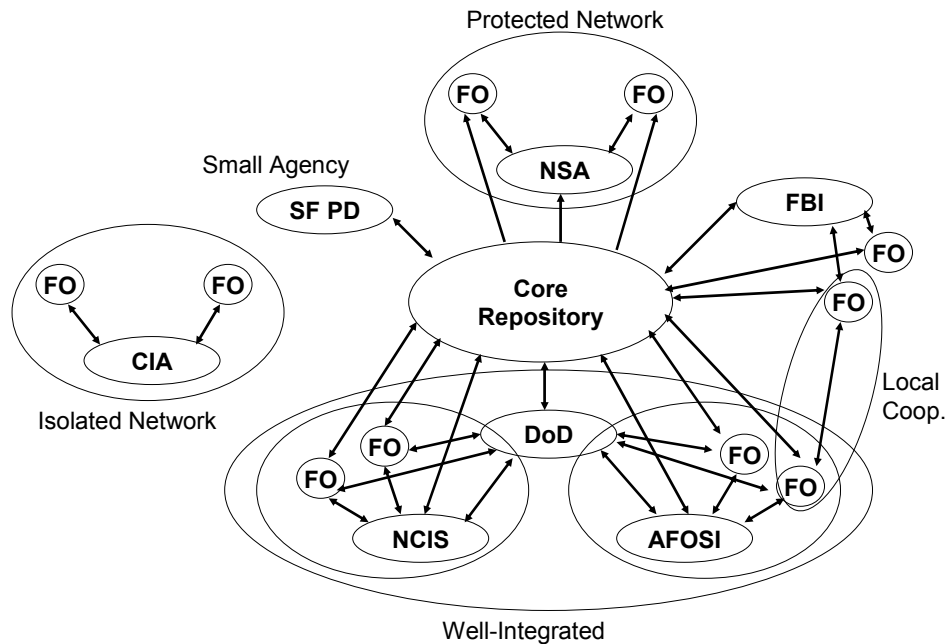 Protected Network
FO
FO
NSA
Small Agency
SF PD
FBI
FO
FO
FO
FO
Core
Repository
CIA
Isolated Network
Local
Coop.
FO
DoD
FO
FO
FO
NCIS
AFOSI
Well-Integrated